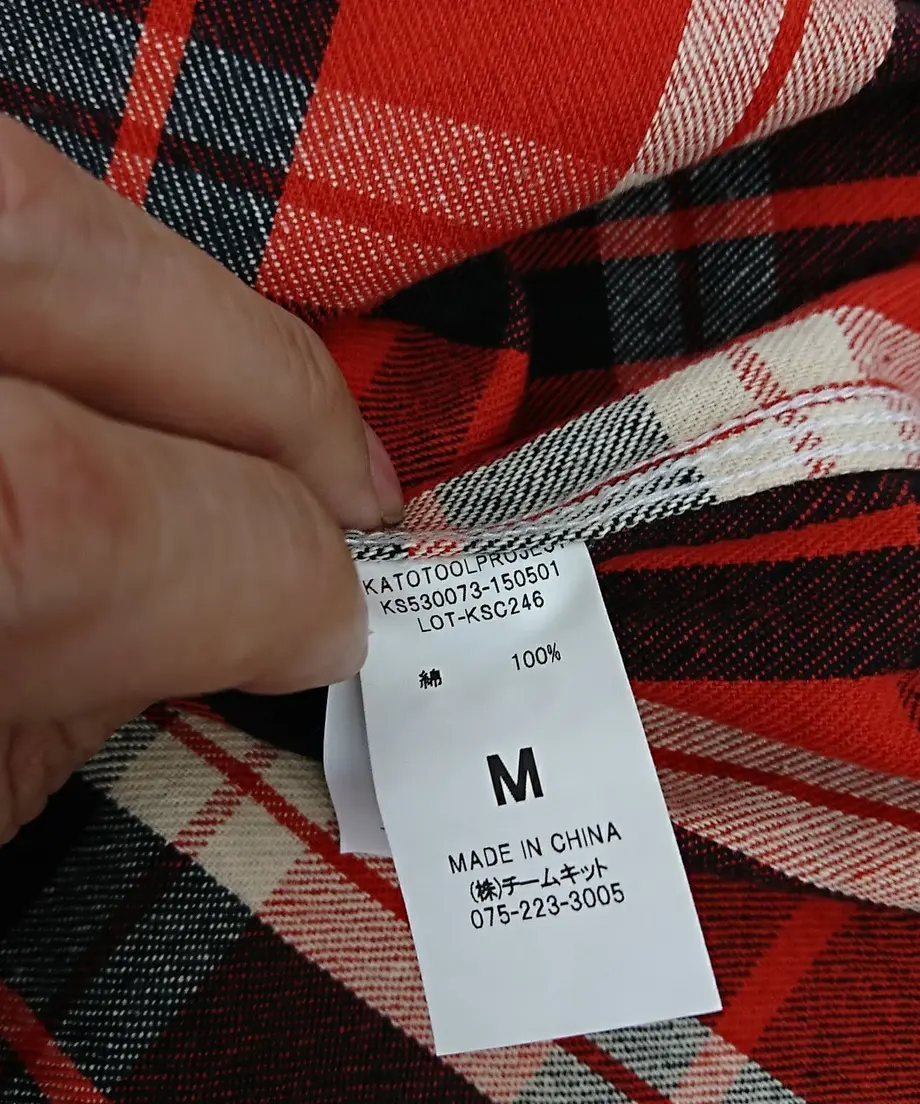 KATOTOOLPROJECT
KS530073-150501
LOT-KSC246
綿 100%
M
MADE IN CHINA
(株)チームキット
075-223-3005